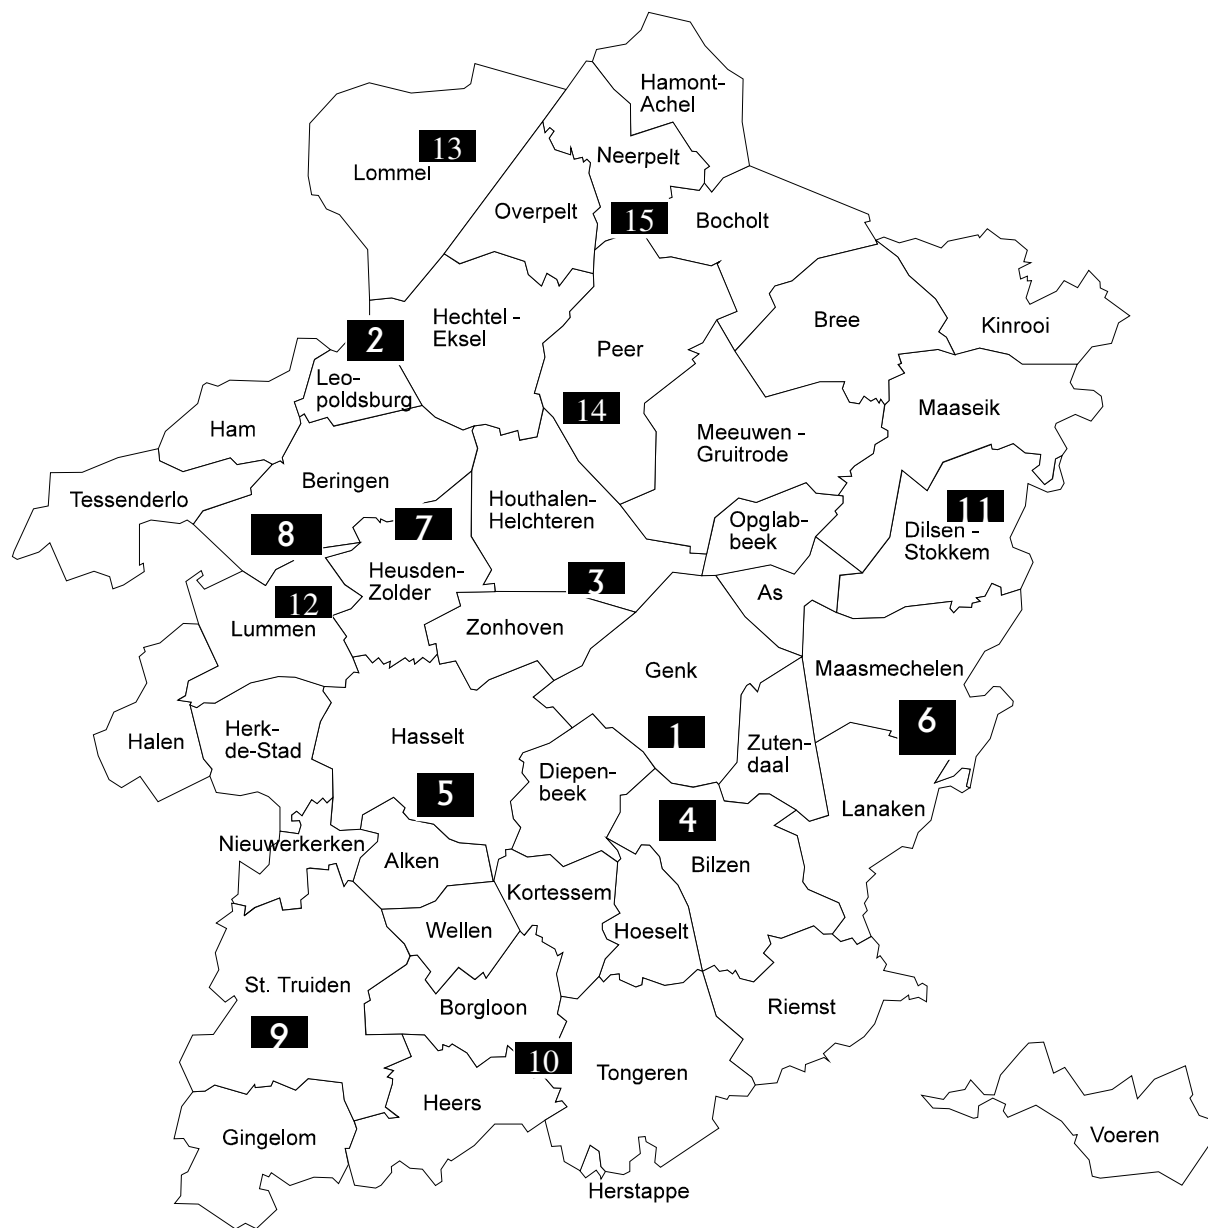 Hamont-
Achel
13
Lommel
Neerpelt
Overpelt
15
Bocholt
Hechtel -
Eksel
2
Bree
Kinrooi
Peer
Leo-
poldsburg
14
Ham
Maaseik
Meeuwen -
Gruitrode
Beringen
Tessenderlo
Houthalen-
Helchteren
11
Dilsen -
Stokkem
Opglab-
beek
7
8
Heusden-
Zolder
3
As
12
Lummen
Zonhoven
Genk
Maasmechelen
6
Halen
Herk-
de-Stad
Hasselt
1
Zuten-
daal
Diepen-
beek
5
4
Lanaken
Nieuwerkerken
Alken
Bilzen
Kortessem
Wellen
Hoeselt
St. Truiden
Borgloon
Riemst
9
10
Tongeren
Heers
Gingelom
Voeren
Herstappe